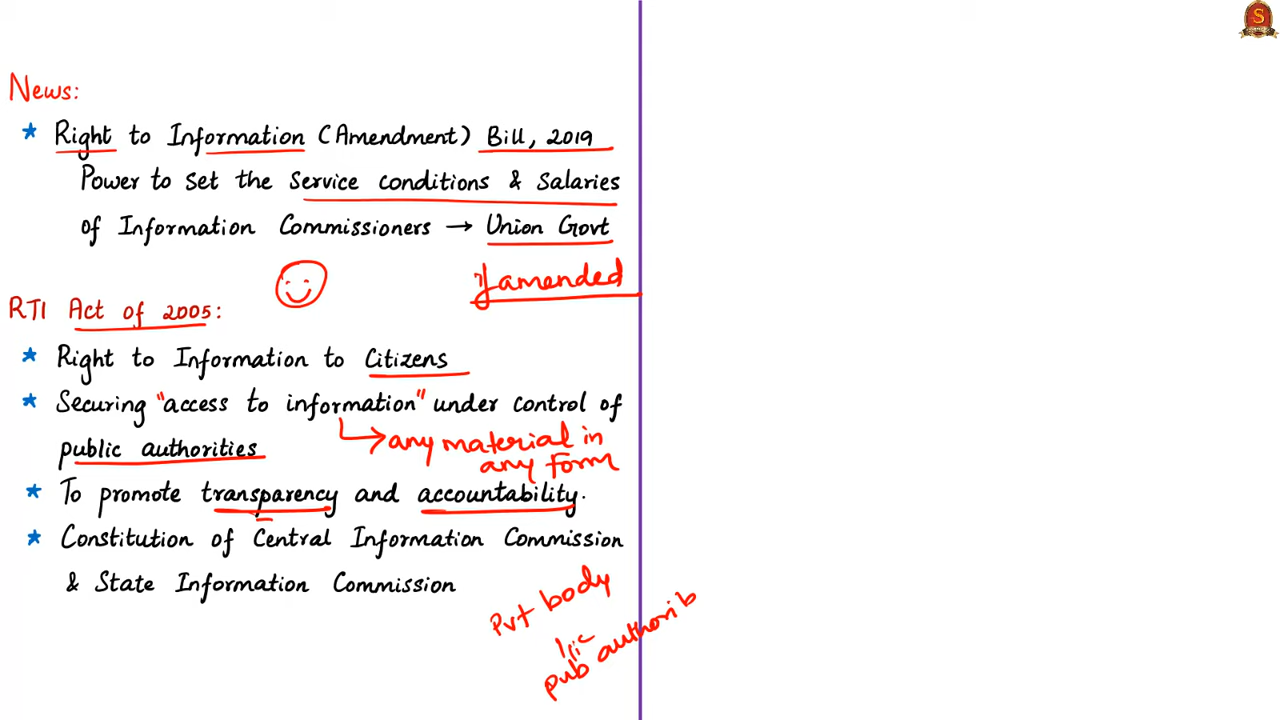 News:
* Right to Information (Amendment) Bill, 2019
Power to set the Service conditions & Salaries
of Information Commissioners → Union Govt
if amended
RTI Act of 2005:
* Right to Information to Citizens
* Securing "access to information" under control of
public authorities
any material in
any form
* To promote transparency and accountability.
* Constitution of Central Information Commission
& State Information Commission
Pvt body
public
S